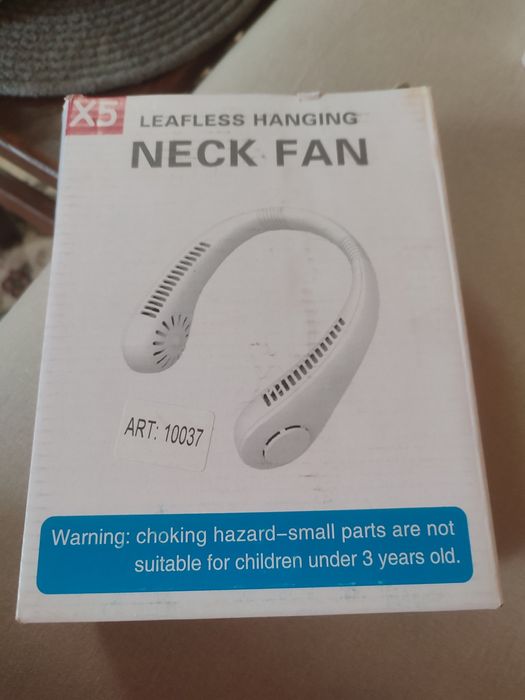 X5
LEAFLESS HANGING
NECK FAN
ART: 10037
Warning: choking hazard–small parts are not
suitable for children under 3 years old.